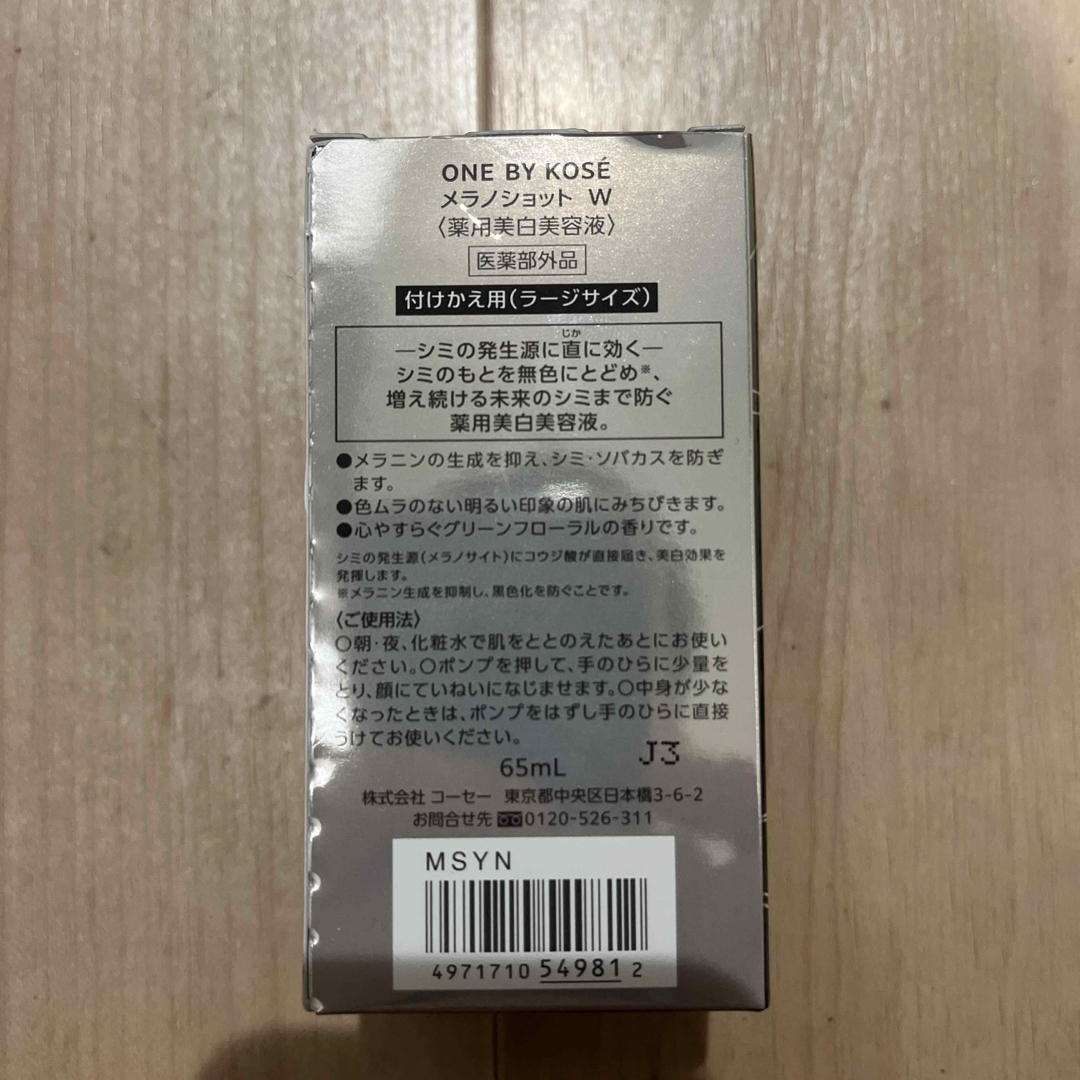 ONE BY KOSÉ
メラノショット W
〈薬用美白美容液〉
医薬部外品
付けかえ用(ラージサイズ)
じか
―シミの発生源に直に効く―
シミのもとを無色にとどめ※、
増え続ける未来のシミまで防ぐ
薬用美白美容液。
●メラニンの生成を抑え、シミ・ソバカスを防ぎ
ます。
●色ムラのない明るい印象の肌にみちびきます。
●心やすらぐグリーンフローラルの香りです。
シミの発生源(メラノサイト)にコウジ酸が直接届き、美白効果を
発揮します。
※メラニン生成を抑制し、黒色化を防ぐことです。
〈ご使用法〉
○朝・夜、化粧水で肌をととのえたあとにお使い
ください。○ポンプを押して、手のひらに少量を
とり、顔にていねいになじませます。○中身が少な
くなったときは、ポンプをはずし手のひらに直接
うけてお使いください。
J3
65mL
株式会社 コーセー 東京都中央区日本橋3-6-2
お問合せ先 0120-526-311
MSYN
4971710 54981 2